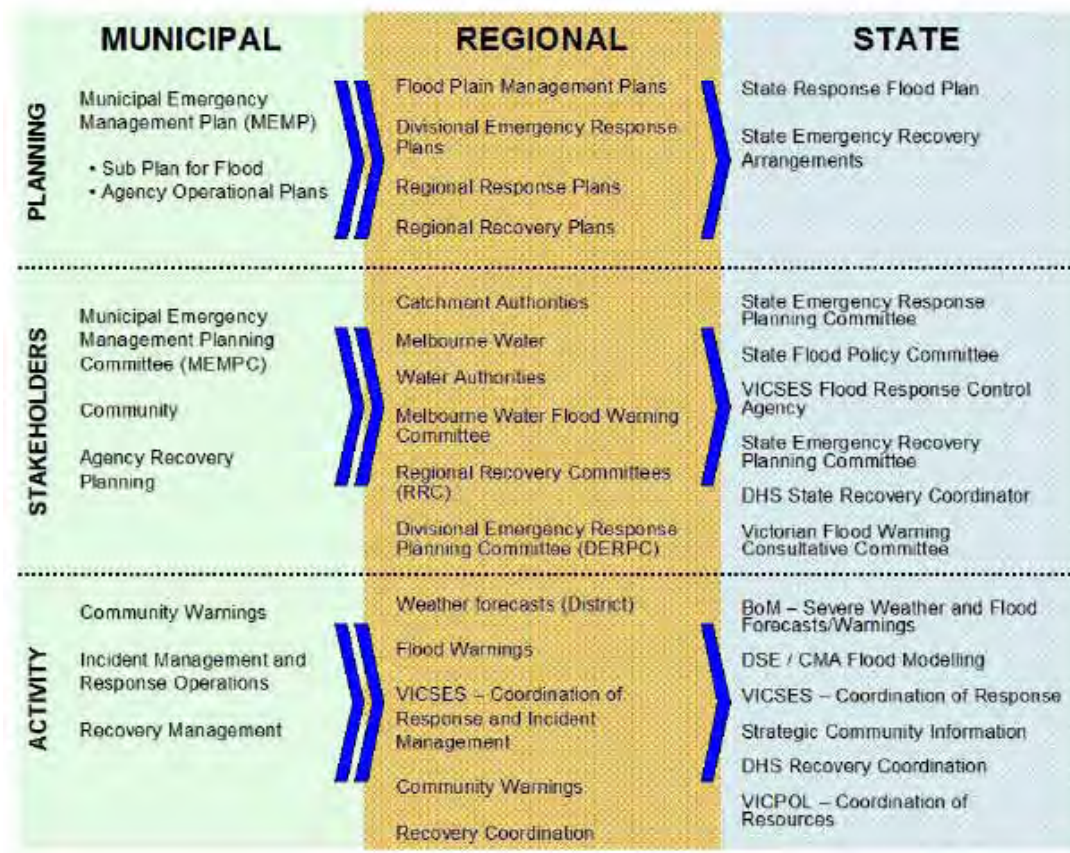 MUNICIPAL
REGIONAL
STATE
PLANNING
Municipal Emergency
Management Plan (MEMP)
• Sub Plan for Flood
• Agency Operational Plans
Flood Plain Management Plans
Divisional Emergency Response
Plans
Regional Response Plans
Regional Recovery Plans
State Response Flood Plan
State Emergency Recovery
Arrangements
STAKEHOLDERS
Municipal Emergency
Management Planning
Committee (MEMPC)
Community
Agency Recovery
Planning
Catchment Authorities
Melbourne Water
Water Authorities
Melbourne Water Flood Warning
Committee
Regional Recovery Committees
(RRC)
Divisional Emergency Response
Planning Committee (DERPC)
State Emergency Response
Planning Committee
State Flood Policy Committee
VICSES Flood Response Control
Agency
State Emergency Recovery
Planning Committee
DHS State Recovery Coordinator
Victorian Flood Warning
Consultative Committee
ACTIVITY
Community Warnings
Incident Management and
Response Operations
Recovery Management
Weather forecasts (District)
Flood Warnings
VICSES – Coordination of
Response and Incident
Management
Community Warnings
Recovery Coordination
BoM – Severe Weather and Flood
Forecasts/Warnings
DSE / CMA Flood Modelling
VICSES – Coordination of Response
Strategic Community Information
DHS Recovery Coordination
VICPOL – Coordination of
Resources